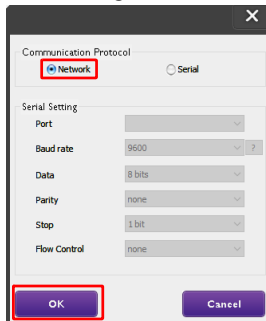 Communication Protocol
Network Serial
Serial Setting
Port
Baud rate 9600 ?
Data 8 bits
Parity none
Stop 1 bit
Flow Control none
OK Cancel